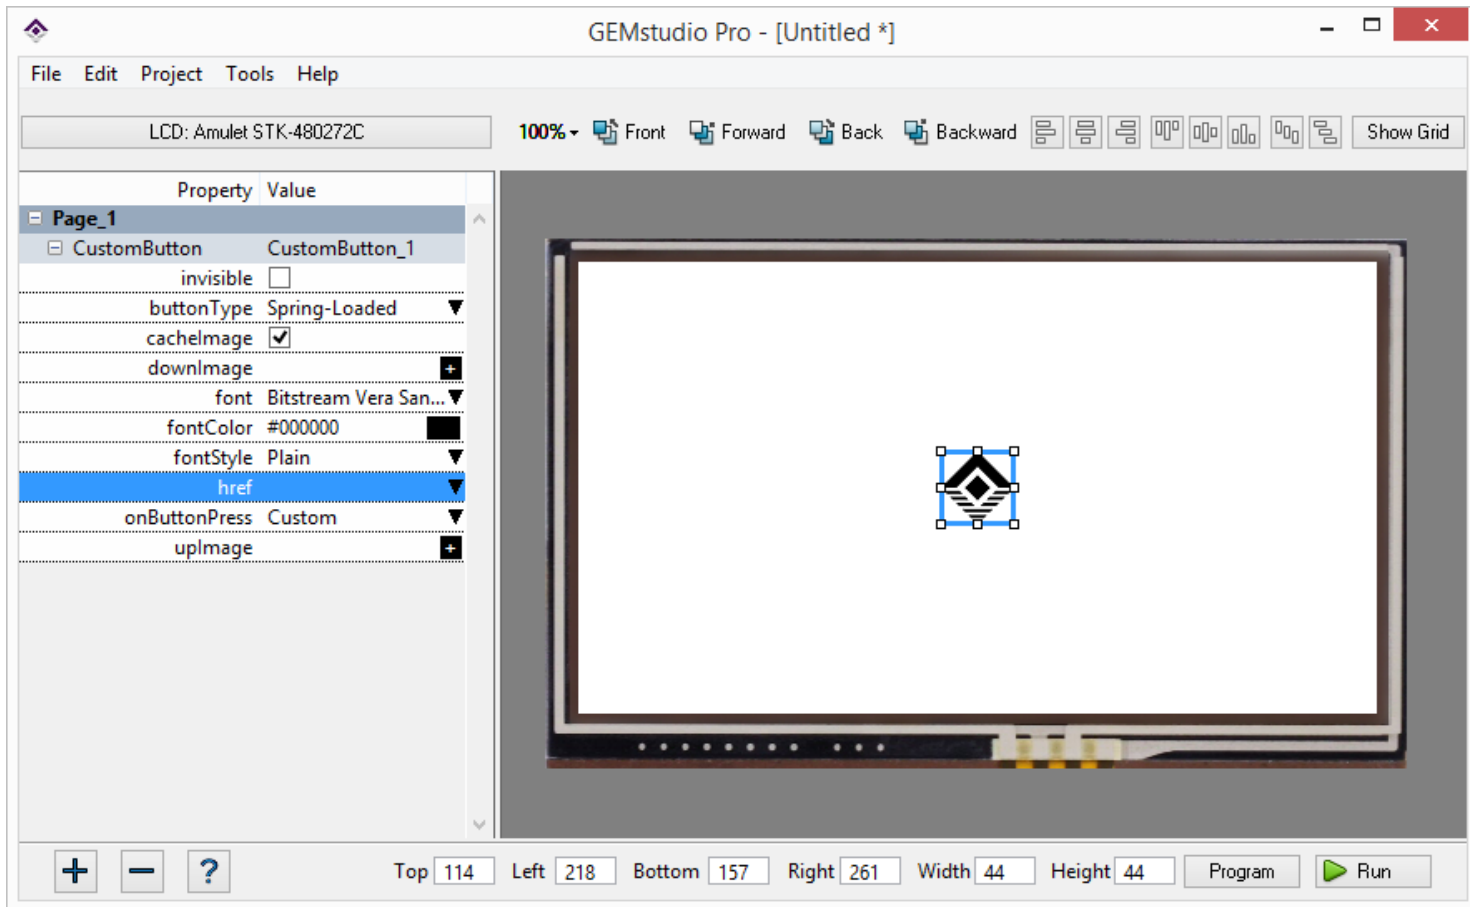 GEMstudio Pro - [Untitled *]
File Edit Project Tools Help
LCD: Amulet STK-480272C 100% Front Forward Back Backward Show Grid
Property Value
Page_1
CustomButton CustomButton_1
invisible
buttonType Spring-Loaded
cacheImage
downImage
font Bitstream Vera San...
fontColor #000000
fontStyle Plain
href
onButtonPress Custom
upImage
Top 114 Left 218 Bottom 157 Right 261 Width 44 Height 44 Program Run